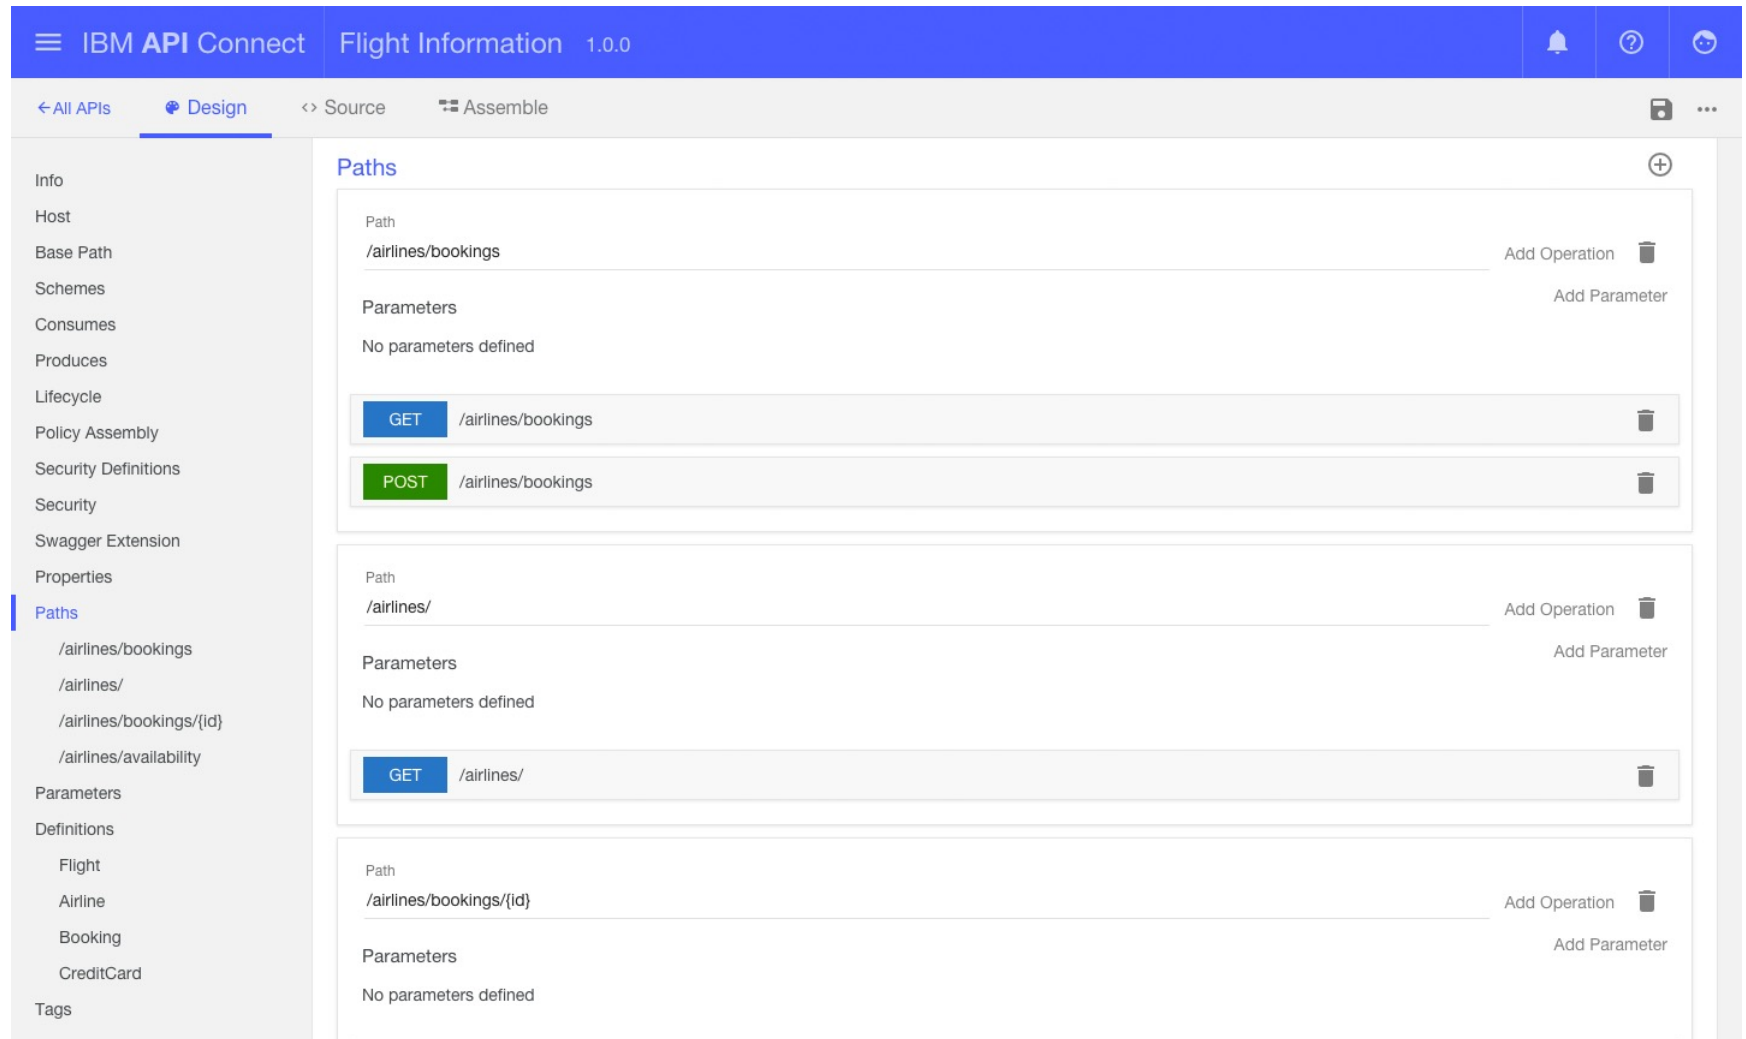 IBM API Connect Flight Information 1.0.0
All APIs Design Source Assemble
Info
Host
Base Path
Schemes
Consumes
Produces
Lifecycle
Policy Assembly
Security Definitions
Security
Swagger Extension
Properties
Paths
/airlines/bookings
/airlines/
/airlines/bookings/{id}
/airlines/availability
Parameters
Definitions
Flight
Airline
Booking
CreditCard
Tags
Paths
Path
/airlines/bookings
Add Operation
Parameters
Add Parameter
No parameters defined
GET /airlines/bookings
POST /airlines/bookings
Path
/airlines/
Add Operation
Parameters
Add Parameter
No parameters defined
GET /airlines/
Path
/airlines/bookings/{id}
Add Operation
Parameters
Add Parameter
No parameters defined